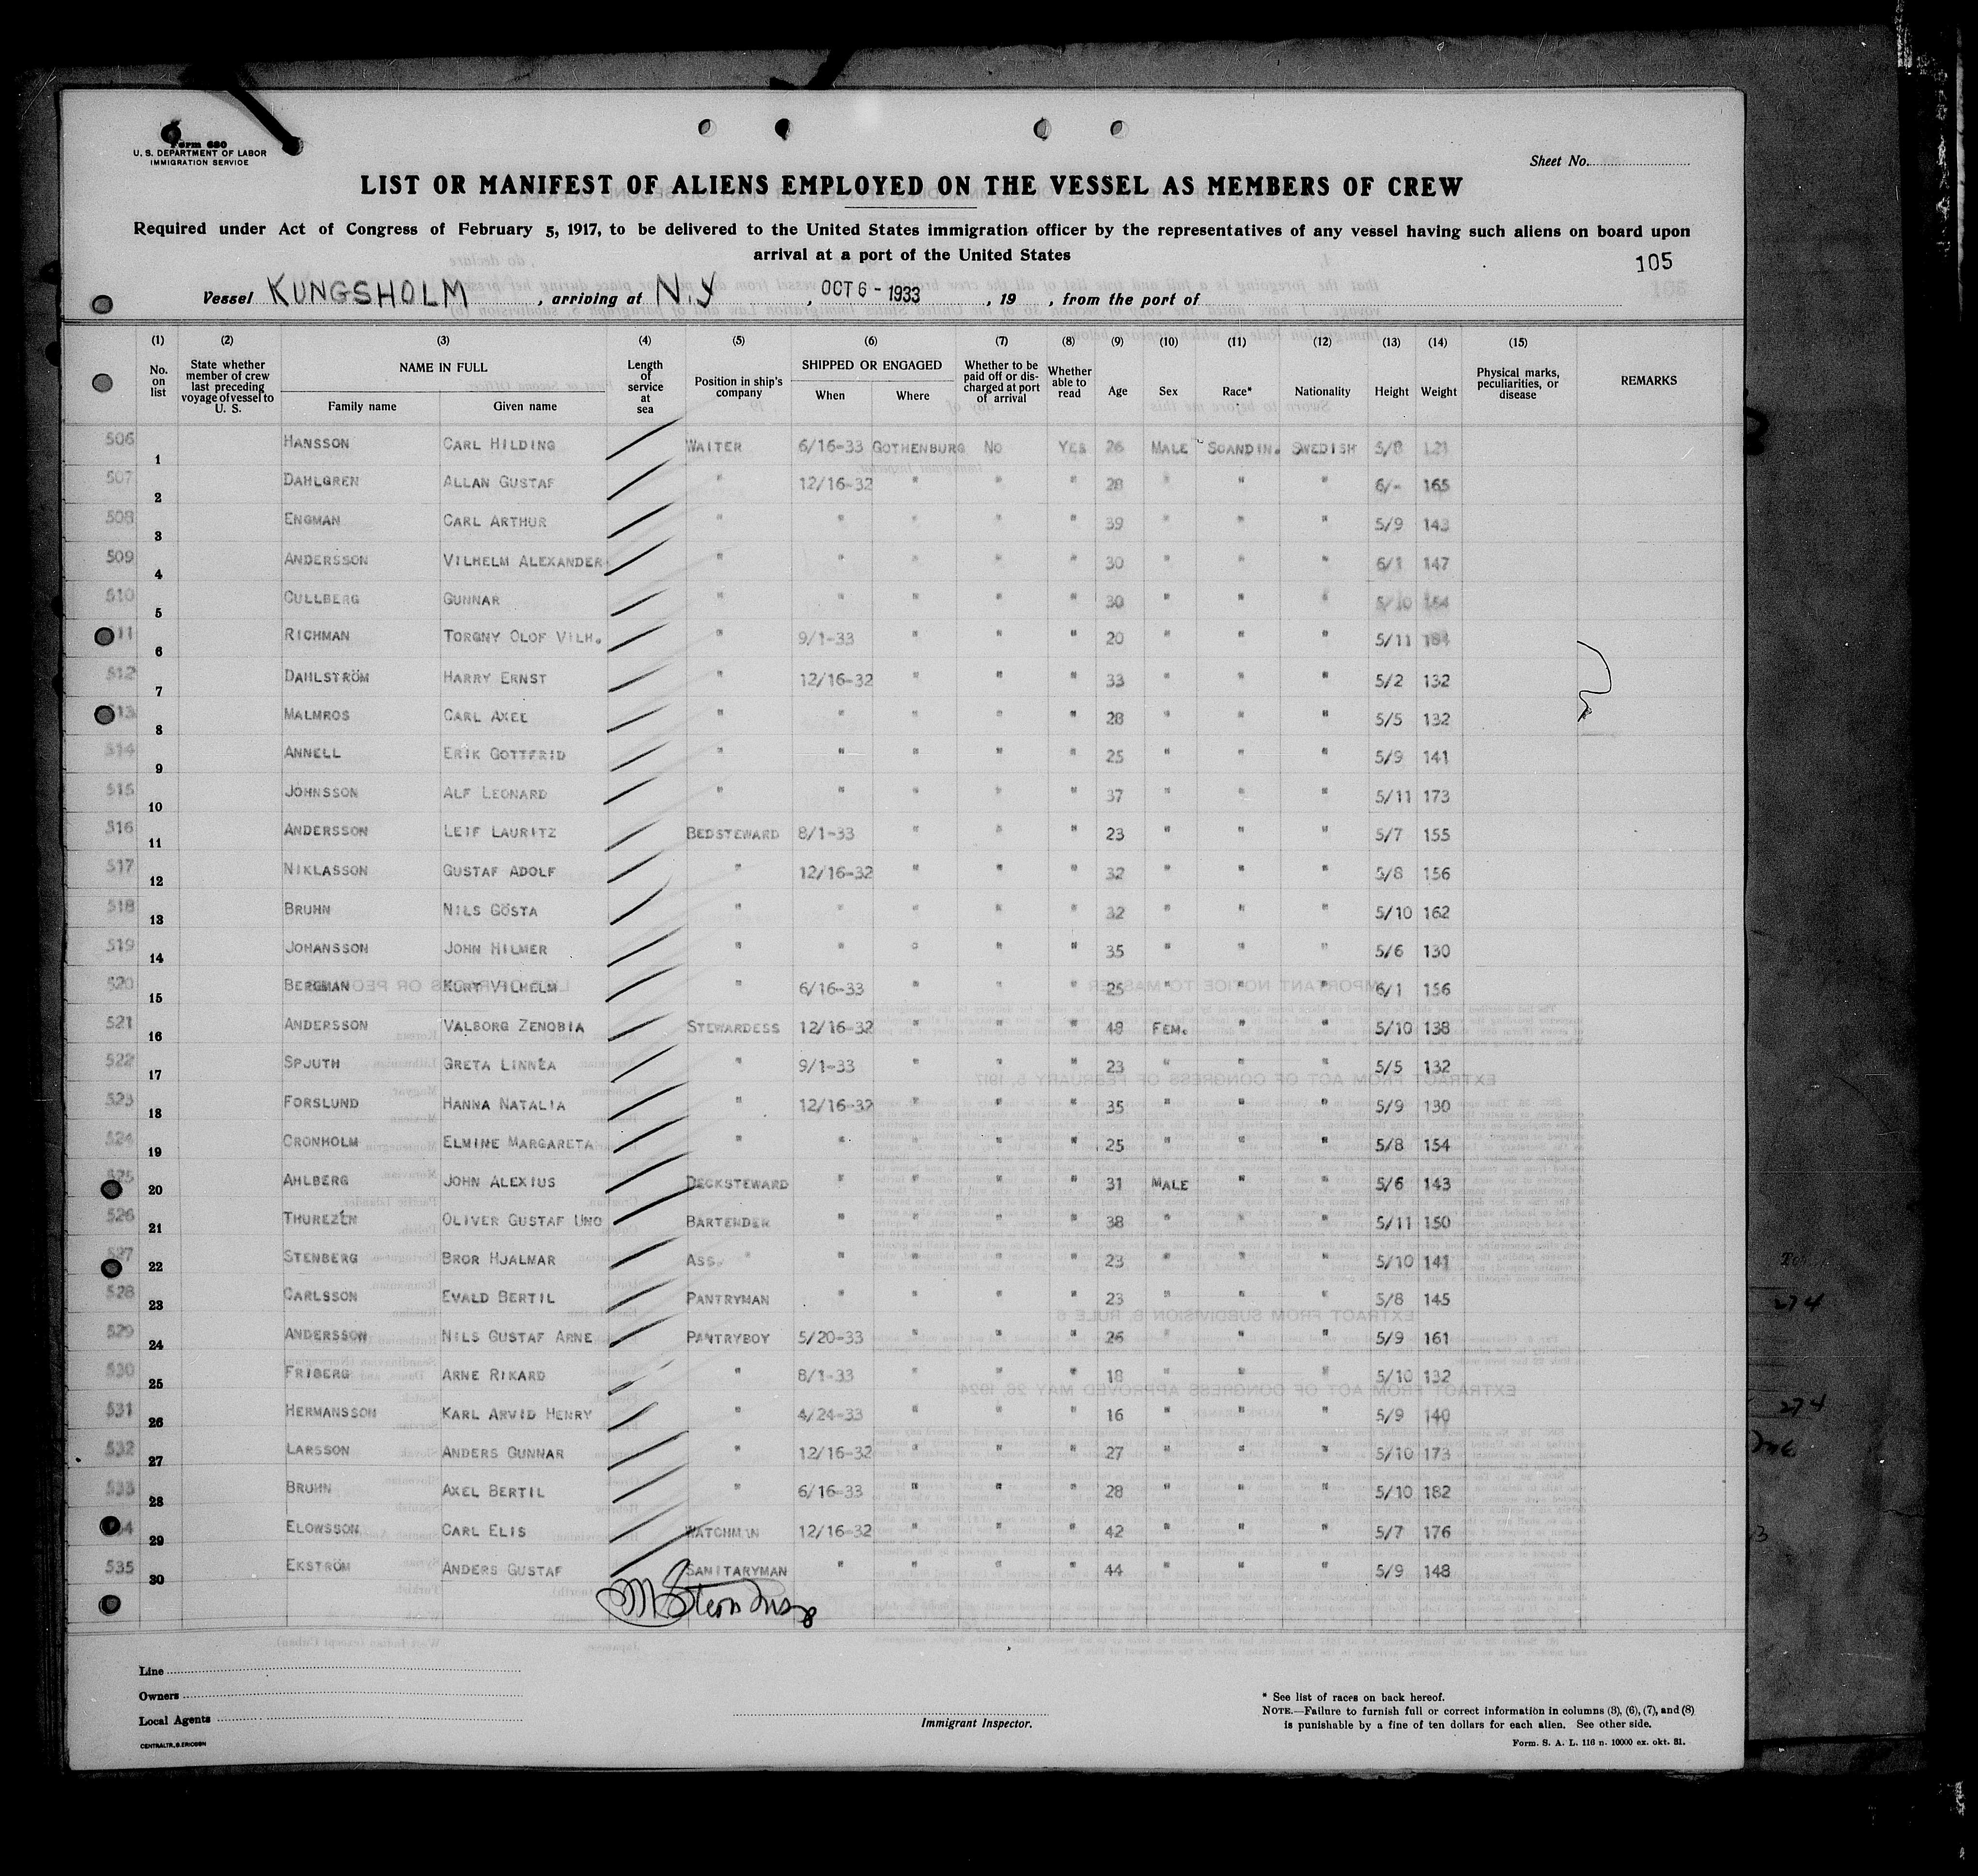 Form 680
U. S. DEPARTMENT OF LABOR
IMMIGRATION SERVICE
Sheet No.
LIST OR MANIFEST OF ALIENS EMPLOYED ON THE VESSEL AS MEMBERS OF CREW
Required under Act of Congress of February 5, 1917, to be delivered to the United States immigration officer by the representatives of any vessel having such aliens on board upon
arrival at a port of the United States
105
Vessel KUNGSHOLM, arriving at N.Y, OCT 6 - 1933, 19 , from the port of
(1) (2) (3) (4) (5) (6) (7) (8) (9) (10) (11) (12) (13) (14) (15)
No. on list State whether member of crew last preceding voyage of vessel to U. S. NAME IN FULL Family name Given name Length of service at sea Position in ship's company SHIPPED OR ENGAGED When Where Whether to be paid off or discharged at port of arrival Whether able to read Age Sex Race* Nationality Height Weight Physical marks, peculiarities, or disease REMARKS
506 1 HANSSON CARL HILDING WAITER 6/16-33 GOTHENBURG NO YES 26 MALE SCANDIN. SWEDISH 5/8 121
507 2 DAHLGREN ALLAN GUSTAF " 12/16-32 " " " 28 " " " 6/- 165
508 3 ENGMAN CARL ARTHUR " " " " " 39 " " " 5/9 143
509 4 ANDERSSON VILHELM ALEXANDER " " " " " 30 " " " 6/1 147
510 5 CULLBERG GUNNAR " " " " " 30 " " " 5/10 154
511 6 RICHMAN TORGNY OLOF VILH. " 9/1-33 " " " 20 " " " 5/11
512 7 DAHLSTRÖM HARRY ERNST " 12/16-32 " " " 33 " " " 5/2 132
513 8 MALMROS CARL AXEL " " " " " 28 " " " 5/5 132
514 9 ANNELL ERIK GOTTFRID " " " " " 25 " " " 5/9 141
515 10 JOHNSSON ALF LEONARD " " " " " 37 " " " 5/11 173
516 11 ANDERSSON LEIF LAURITZ BEDSTEWARD 8/1-33 " " " 23 " " " 5/7 155
517 12 NIKLASSON GUSTAF ADOLF " 12/16-32 " " " 32 " " " 5/8 156
518 13 BRUHN NILS GÖSTA " " " " " 32 " " " 5/10 162
519 14 JOHANSSON JOHN HILMER " " " " " 35 " " " 5/6 130
520 15 BERGMAN KURT VILHELM " 6/16-33 " " " 25 " " " 6/1 156
521 16 ANDERSSON VALBORG ZENOBIA STEWARDESS 12/16-32 " " " 48 FEM. " " 5/10 138
522 17 SPJUTH GRETA LINNÉA " 9/1-33 " " " 23 " " " 5/5 132
523 18 FORSLUND HANNA NATALIA " 12/16-32 " " " 35 " " " 5/9 130
524 19 CRONHOLM ELMINE MARGARETA " " " " " 25 " " " 5/8 154
525 20 AHLBERG JOHN ALEXIUS DECKSTEWARD " " " " 31 MALE " " 5/6 143
526 21 THUREZÉN OLIVER GUSTAF UNO BARTENDER " " " " 38 " " " 5/11 150
527 22 STENBERG BROR HJALMAR ASS. " " " " " 23 " " " 5/10 141
528 23 CARLSSON EVALD BERTIL PANTRYMAN " " " " 23 " " " 5/8 145
529 24 ANDERSSON NILS GUSTAF ARNE PANTRYBOY 5/20-33 " " " 26 " " " 5/9 161
530 25 FRIBERG ARNE RIKARD " 8/1-33 " " " 18 " " " 5/10 132
531 26 HERMANSSON KARL ARVID HENRY " 4/24-33 " " " 16 " " " 5/9 140
532 27 LARSSON ANDERS GUNNAR " 12/16-32 " " " 27 " " " 5/10 173
533 28 BRUHN AXEL BERTIL " 6/16-33 " " " 28 " " " 5/10 182
29 ELOWSSON CARL ELIS WATCHMAN 12/16-32 " " " 42 " " " 5/7 176
535 30 EKSTRÖM ANDERS GUSTAF SANITARYMAN " " " " 44 " " " 5/9 148
Line
Owners
Local Agents
CENTRALTR., G. ERICSON
Immigrant Inspector.
* See list of races on back hereof.
NOTE.—Failure to furnish full or correct information in columns (3), (6), (7), and (8)
is punishable by a fine of ten dollars for each alien. See other side.
Form. S. A. L. 116 n. 10000 ex. okt. 31.
274
274